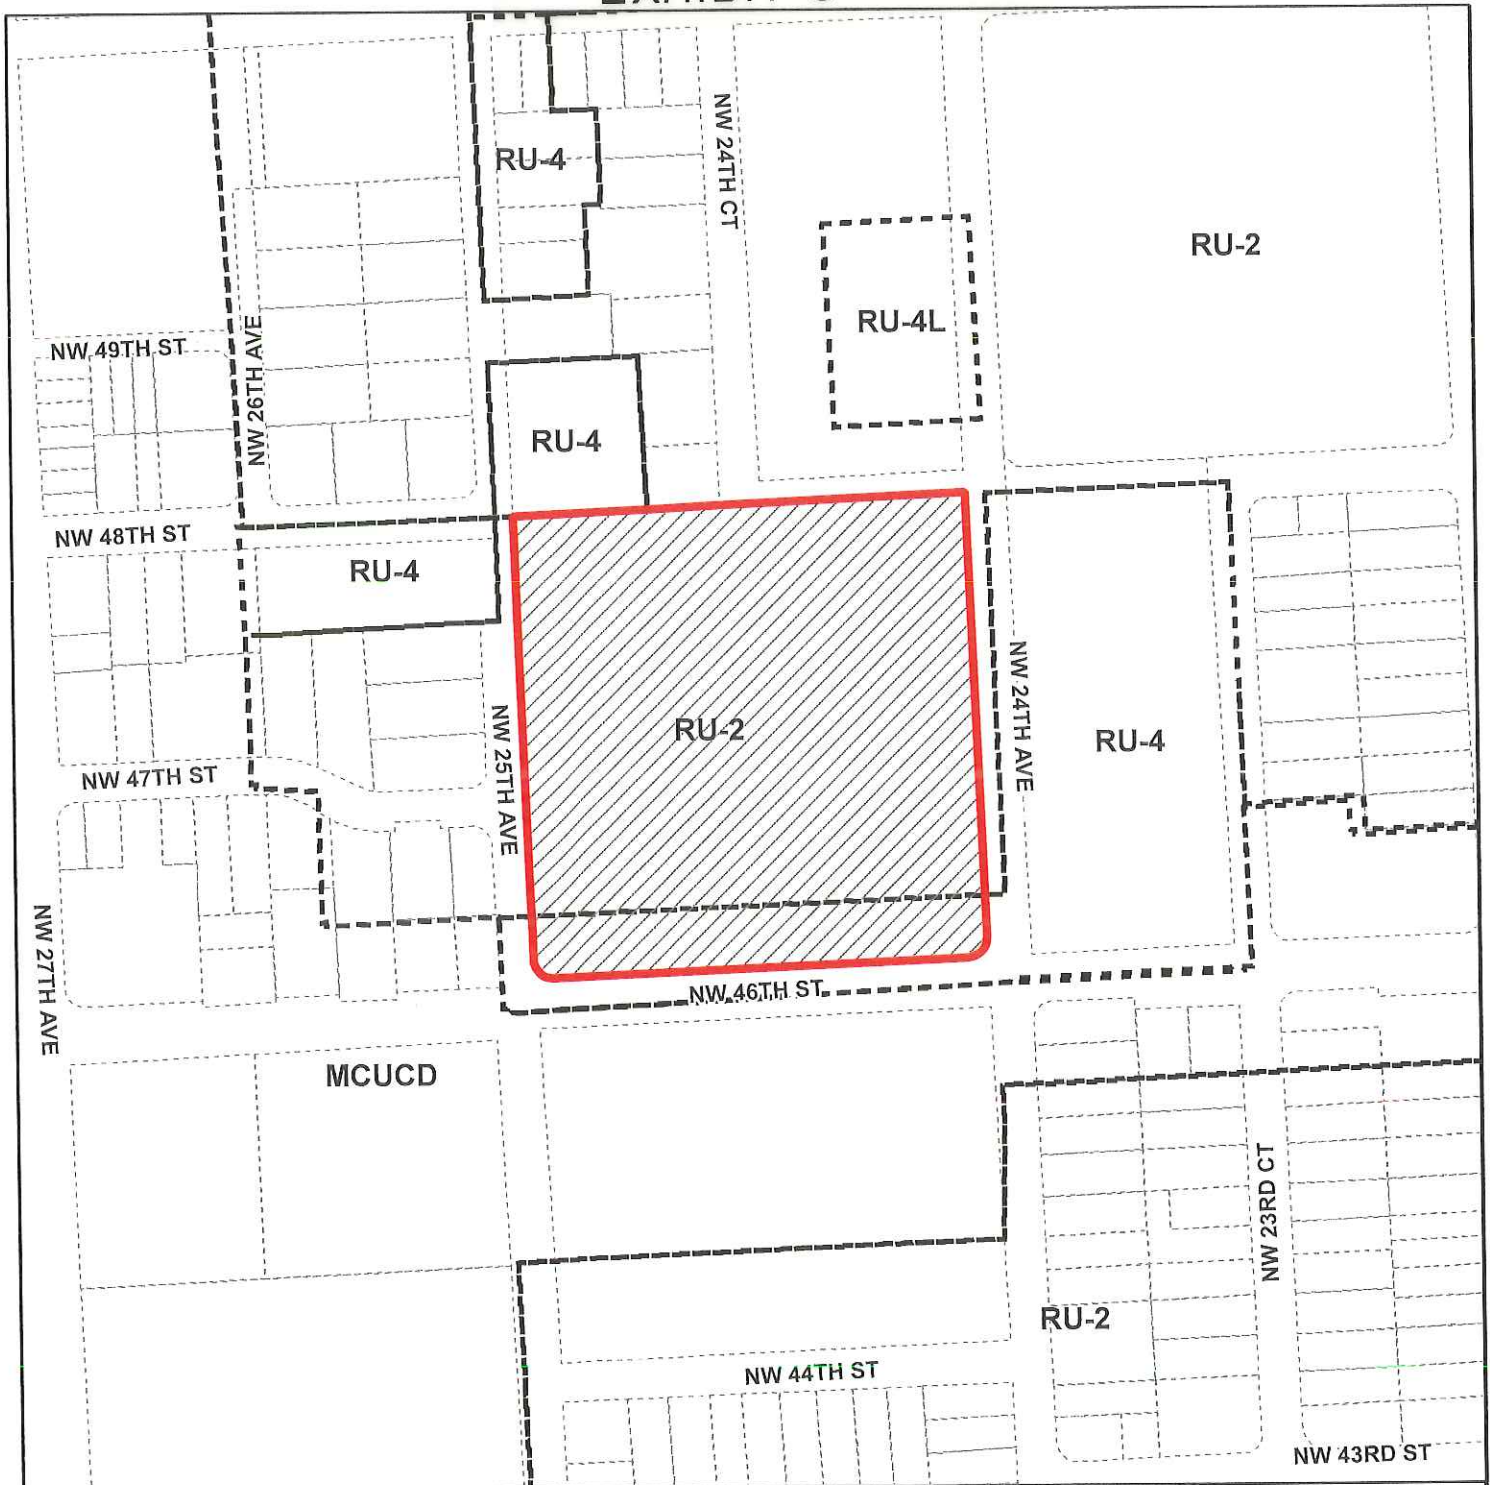 NW 24TH CT
RU-4
RU-2
RU-4L
NW 49TH ST
NW 26TH AVE
RU-4
NW 48TH ST
RU-4
RU-2
NW 24TH AVE
RU-4
NW 25TH AVE
NW 47TH ST
NW 27TH AVE
NW 46TH ST
MCUCD
NW 23RD CT
RU-2
NW 44TH ST
NW 43RD ST